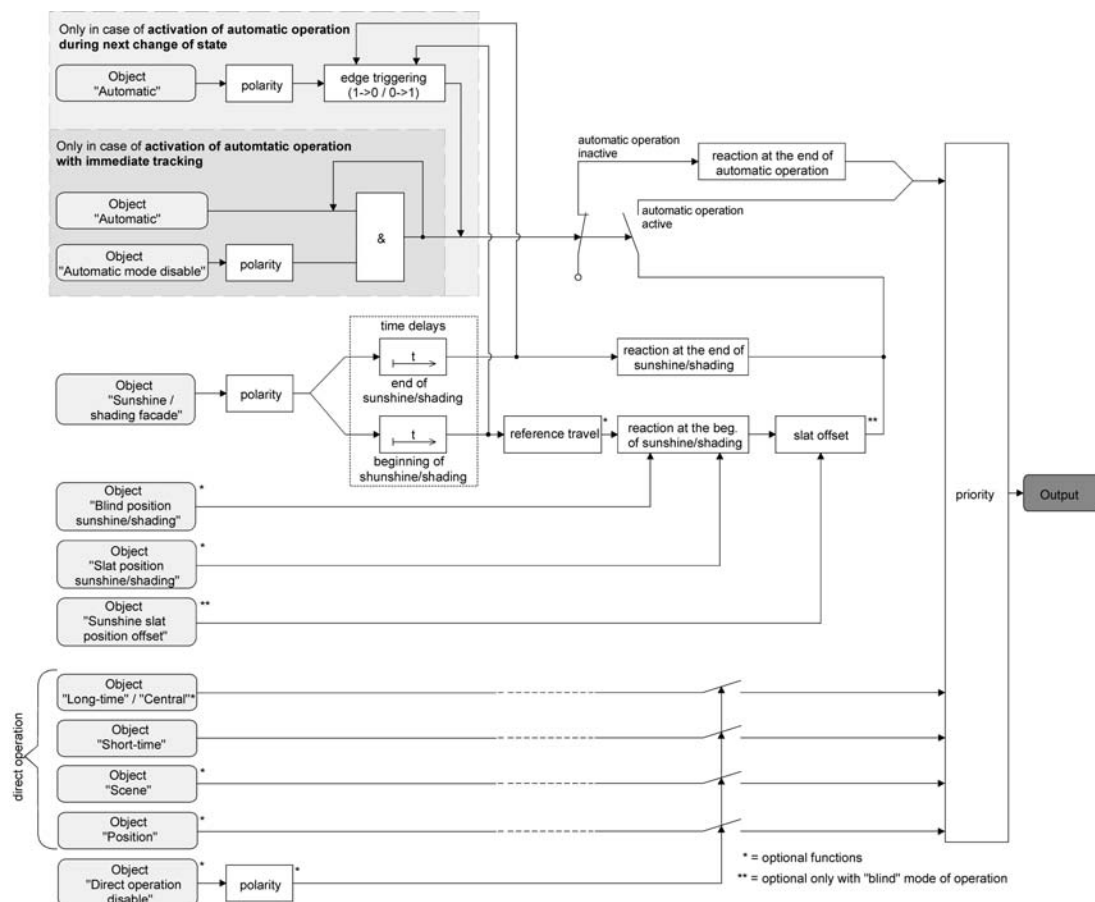 Only in case of activation of automatic operation
during next change of state
Object
"Automatic"
polarity
edge triggering
(1->0 / 0->1)
Only in case of activation of automtatic operation
with immediate tracking
Object
"Automatic"
Object
"Automatic mode disable"
polarity
&
automatic operation
inactive
reaction at the end of
automatic operation
automatic operation
active
time delays
t
end of
sunshine/shading
reaction at the end of
sunshine/shading
Object
"Sunshine /
shading facade"
polarity
t
beginning of
shunshine/shading
reference travel
*
reaction at the beg.
of sunshine/shading
slat offset
**
Object
"Blind position
sunshine/shading"
*
Object
"Slat position
sunshine/shading"
*
Object
"Sunshine slat
position offset"
**
priority
Output
direct operation
Object
"Long-time" / "Central"*
Object
"Short-time"
Object
"Scene"
*
Object
"Position"
*
Object
"Direct operation
disable"
*
polarity
*
* = optional functions
** = optional only with "blind" mode of operation